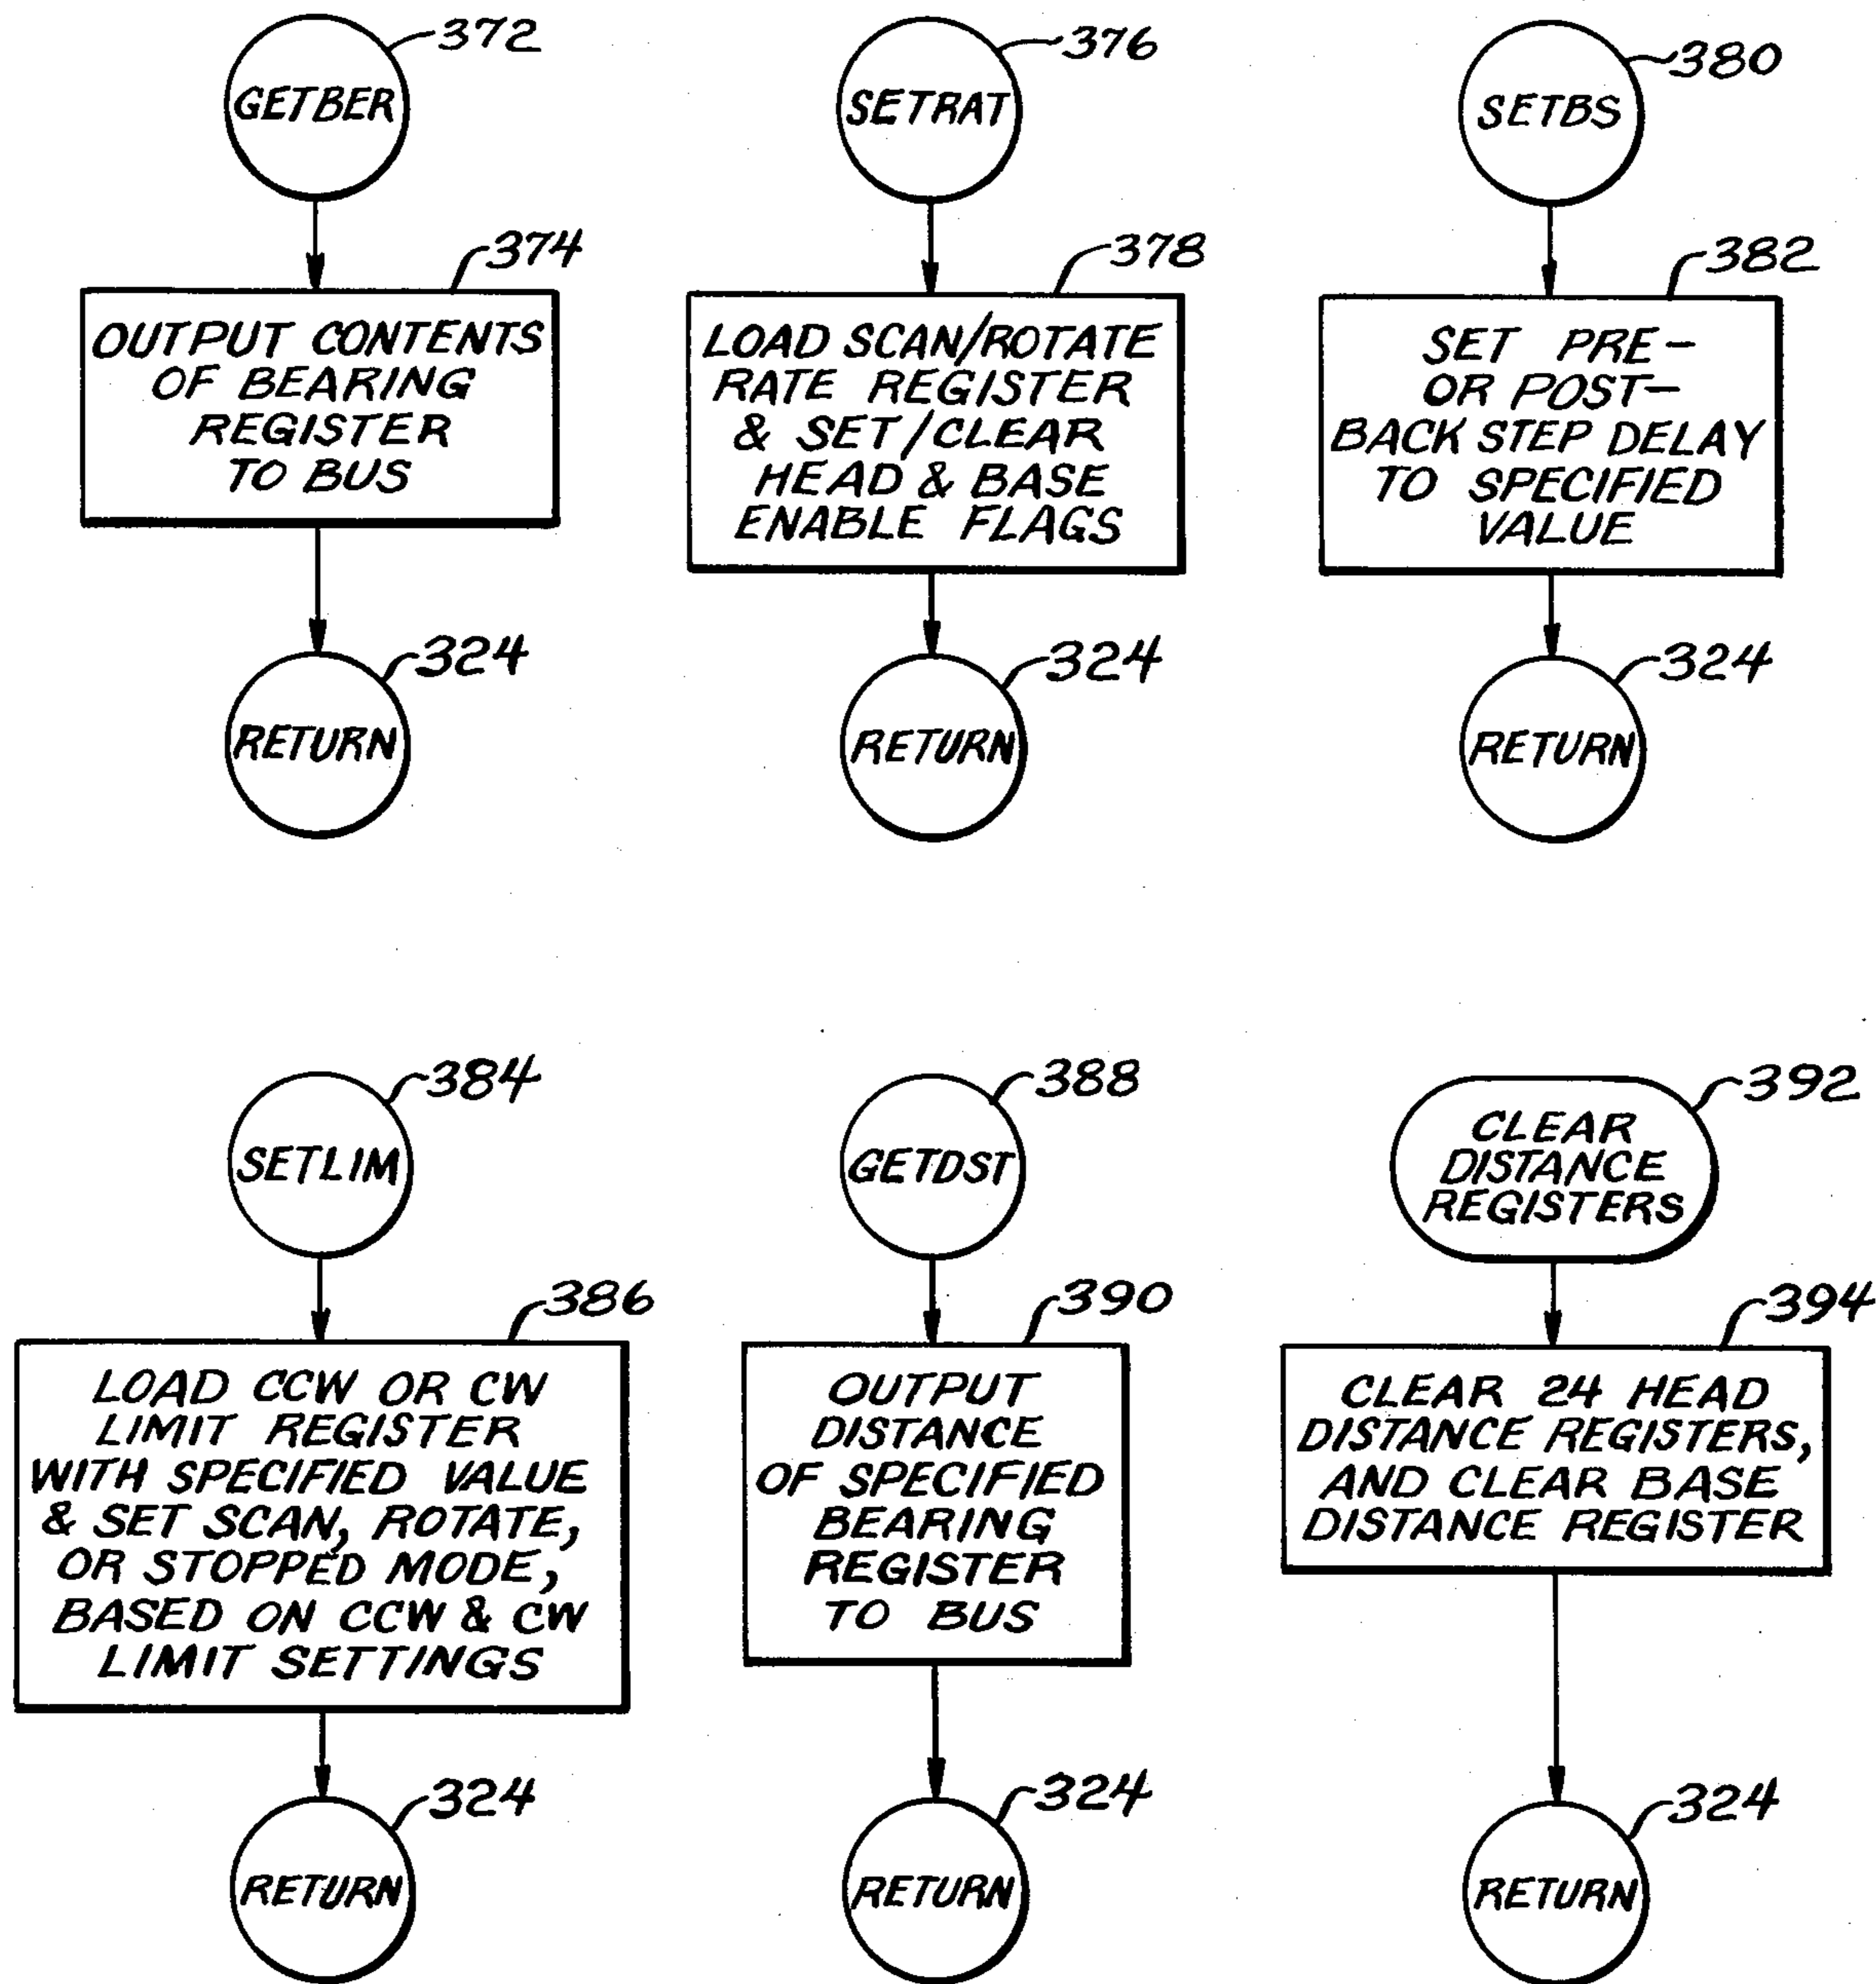 372
GETBER
374
OUTPUT CONTENTS
OF BEARING
REGISTER
TO BUS
324
RETURN
376
SETRAT
378
LOAD SCAN/ROTATE
RATE REGISTER
& SET/CLEAR
HEAD & BASE
ENABLE FLAGS
324
RETURN
380
SETBS
382
SET PRE-
OR POST-
BACK STEP DELAY
TO SPECIFIED
VALUE
324
RETURN
384
SETLIM
386
LOAD CCW OR CW
LIMIT REGISTER
WITH SPECIFIED VALUE
& SET SCAN, ROTATE,
OR STOPPED MODE,
BASED ON CCW & CW
LIMIT SETTINGS
324
RETURN
388
GETDST
390
OUTPUT
DISTANCE
OF SPECIFIED
BEARING
REGISTER
TO BUS
324
RETURN
392
CLEAR
DISTANCE
REGISTERS
394
CLEAR 24 HEAD
DISTANCE REGISTERS,
AND CLEAR BASE
DISTANCE REGISTER
324
RETURN